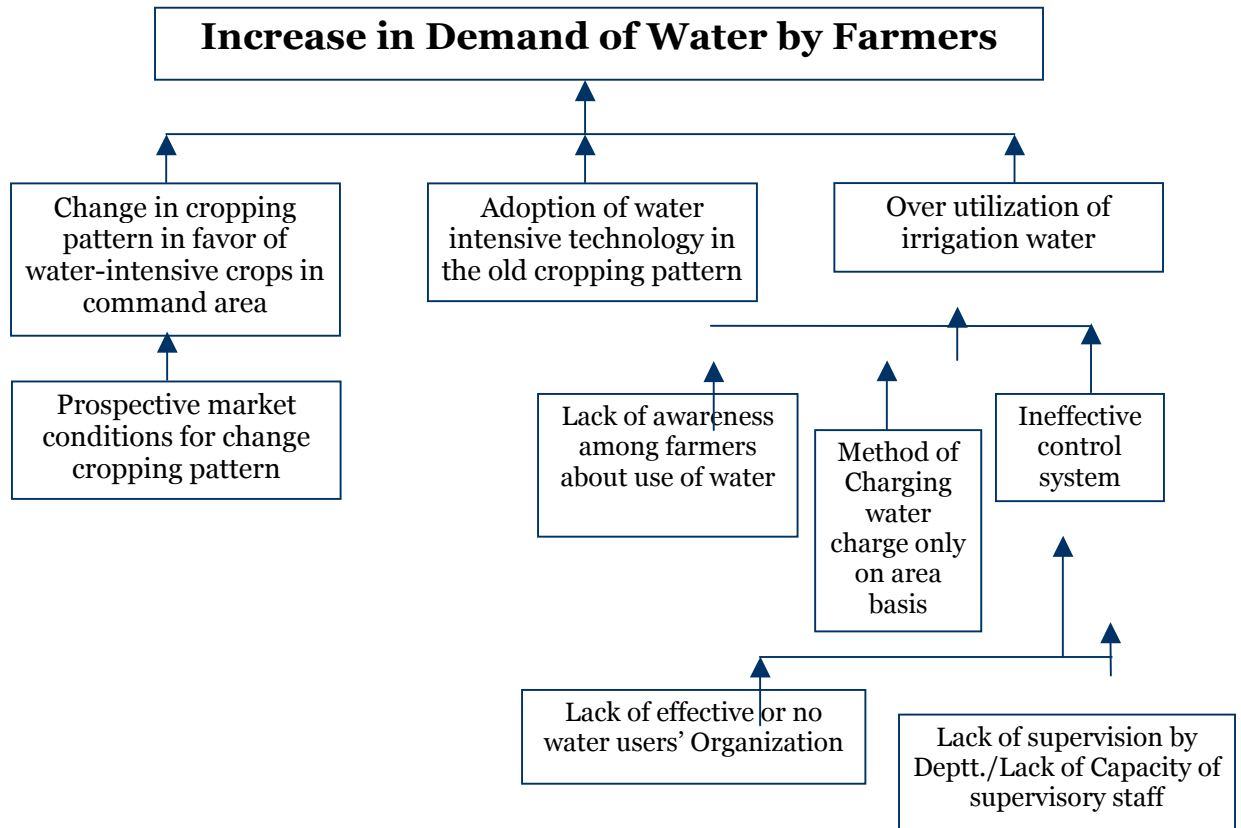 Increase in Demand of Water by Farmers
Change in cropping
pattern in favor of
water-intensive crops in
command area
Adoption of water
intensive technology in
the old cropping pattern
Over utilization of
irrigation water
Prospective market
conditions for change
cropping pattern
Lack of awareness
among farmers
about use of water
Method of
Charging
water
charge only
on area
basis
Ineffective
control
system
Lack of effective or no
water users’ Organization
Lack of supervision by
Deptt./Lack of Capacity of
supervisory staff